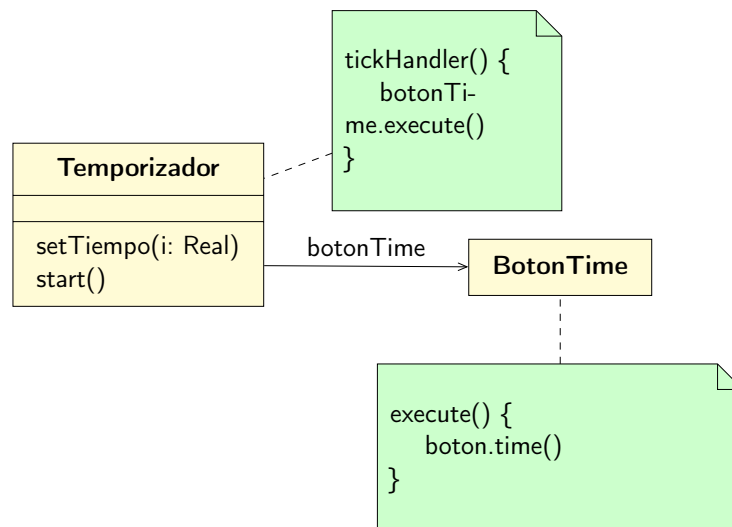 tickHandler() {
botonTi-
me.execute()
}
Temporizador
setTiempo(i: Real)
start()
botonTime
BotonTime
execute() {
boton.time()
}